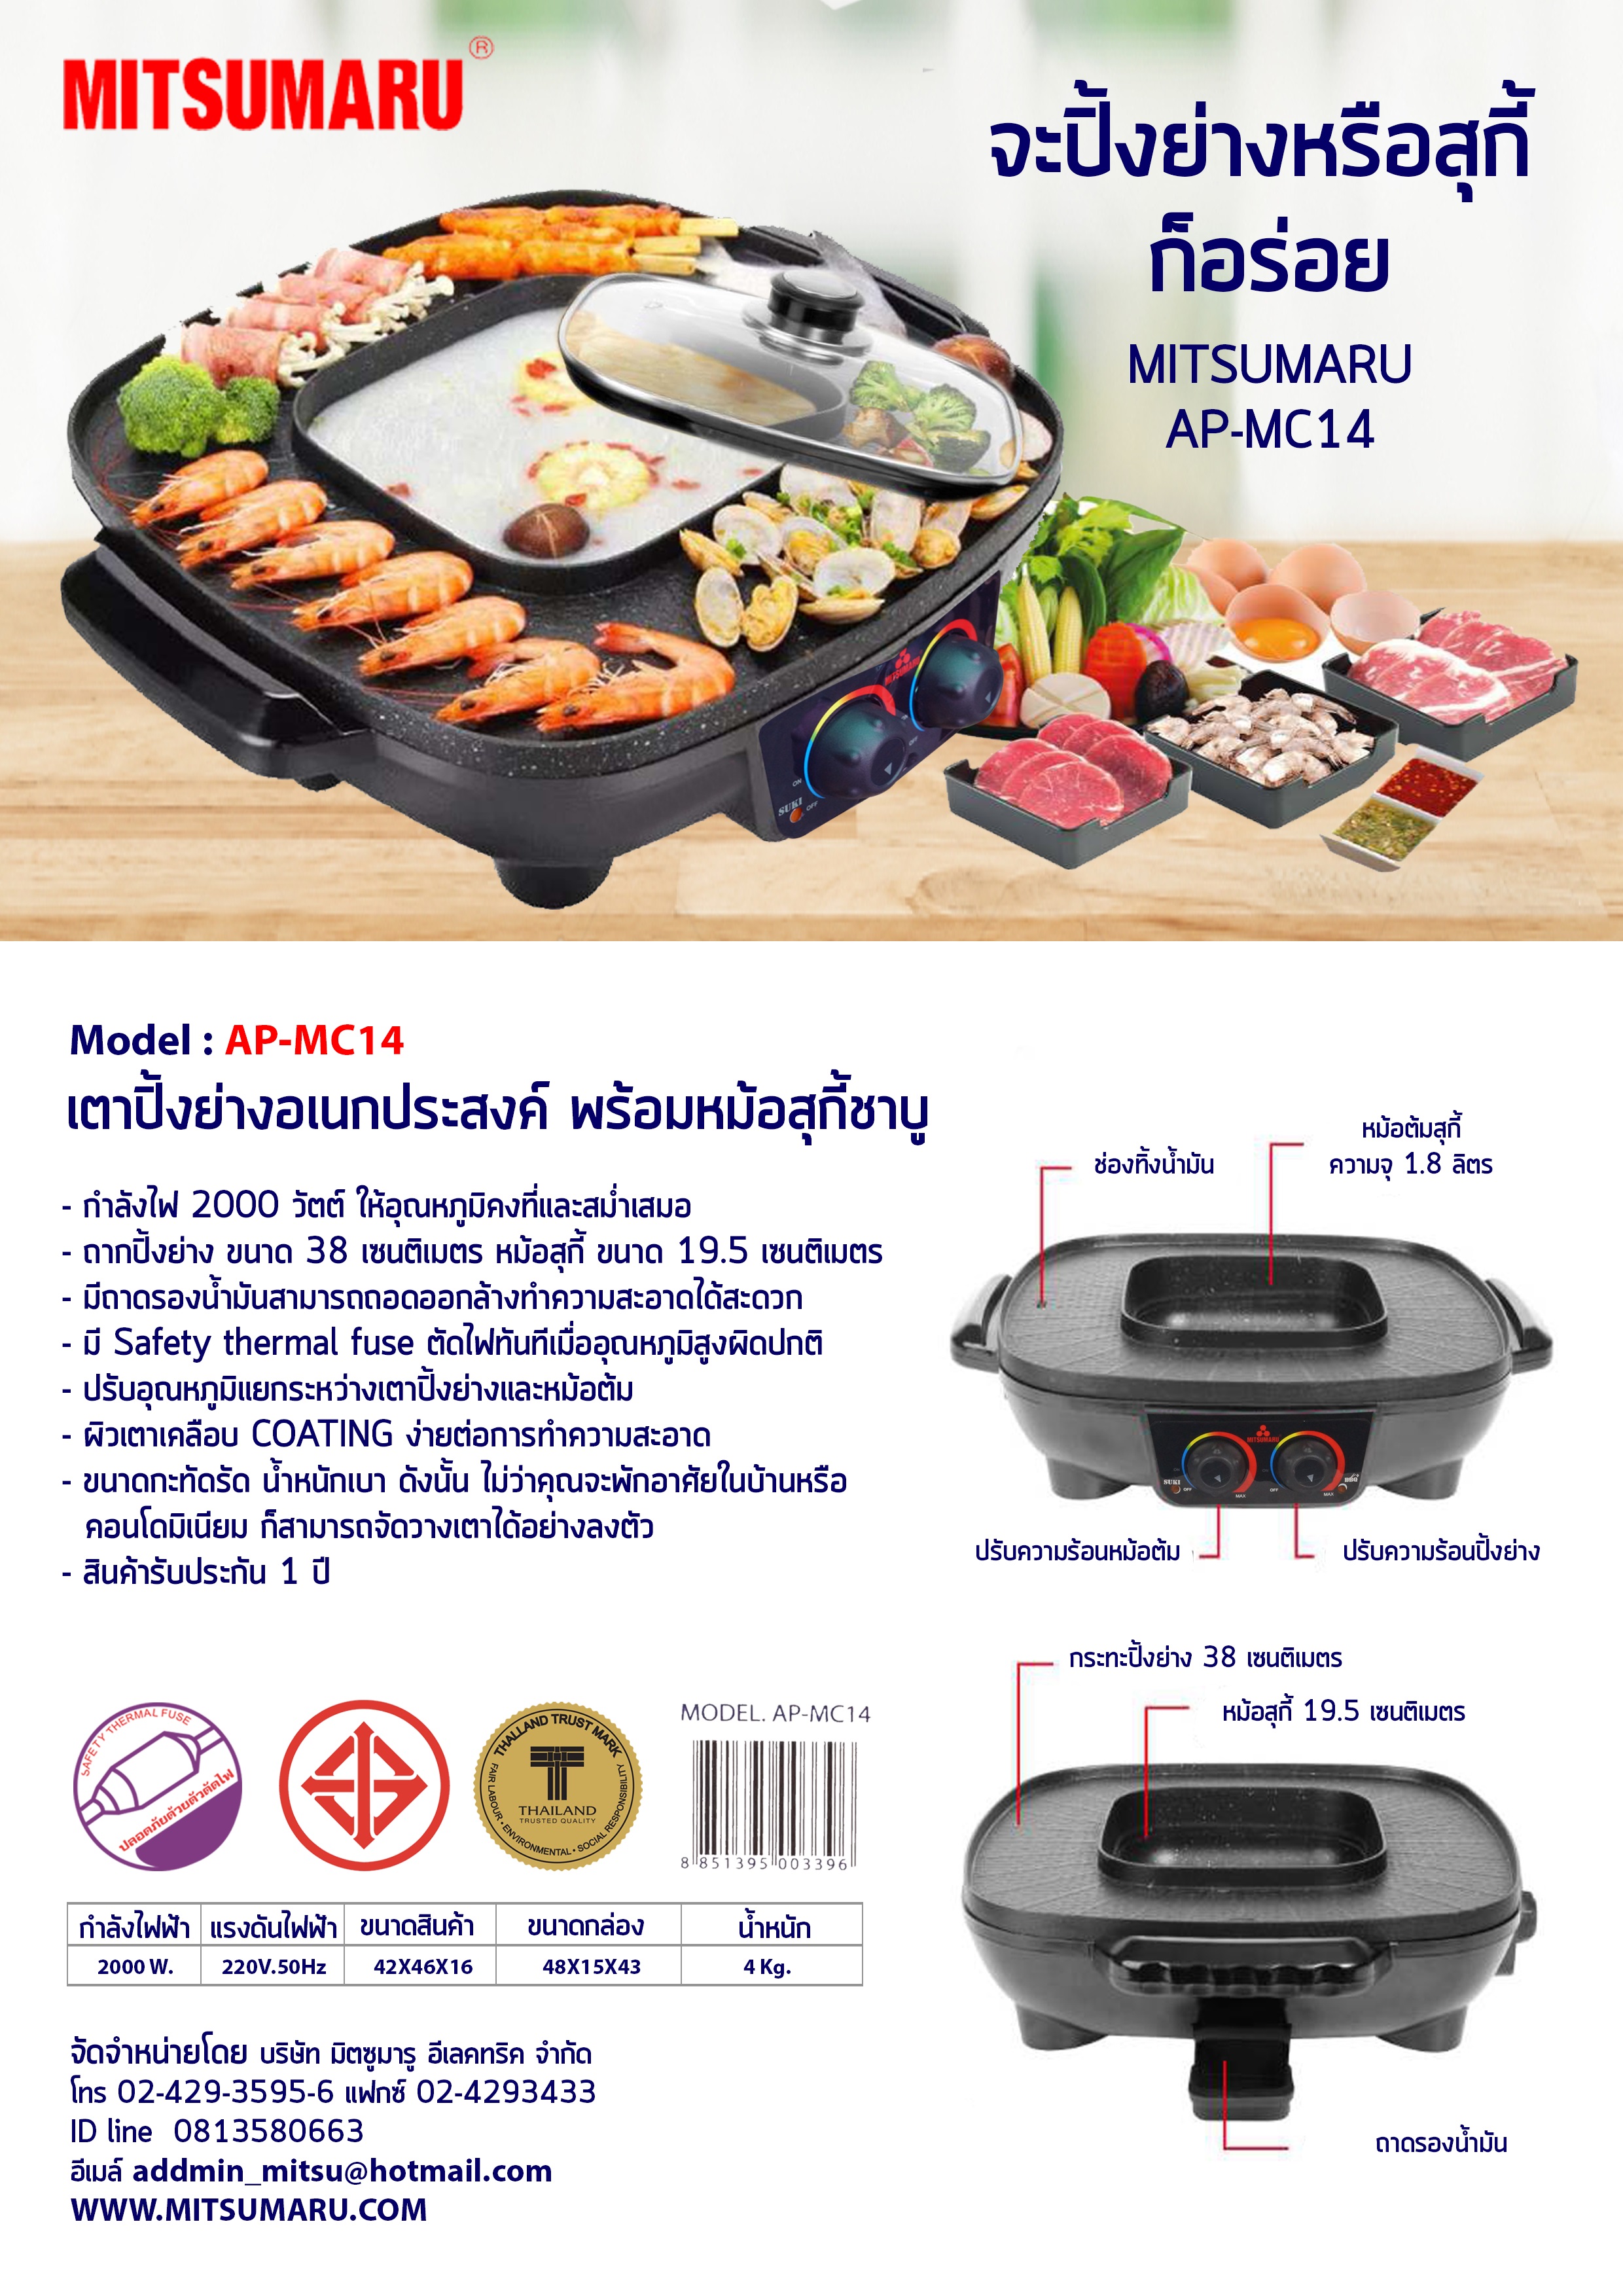 MITSUMARU®
จะปิ้งย่างหรือสุกี้
ก็อร่อย
MITSUMARU
AP-MC14
MITSUMARU
ON
OFF
OFF
SUKI
Model : AP-MC14
เตาปิ้งย่างอเนกประสงค์ พร้อมหม้อสุกี้ชาบู
- กำลังไฟ 2000 วัตต์ ให้อุณหภูมิคงที่และสม่ำเสมอ
- ถาดปิ้งย่าง ขนาด 38 เซนติเมตร หม้อสุกี้ ขนาด 19.5 เซนติเมตร
- มีถาดรองน้ำมันสามารถถอดออกล้างทำความสะอาดได้สะดวก
- มี Safety thermal fuse ตัดไฟทันทีเมื่ออุณหภูมิสูงผิดปกติ
- ปรับอุณหภูมิแยกระหว่างเตาปิ้งย่างและหม้อต้ม
- ผิวเตาเคลือบ COATING ง่ายต่อการทำความสะอาด
- ขนาดกะทัดรัด น้ำหนักเบา ดังนั้น ไม่ว่าคุณจะพักอาศัยในบ้านหรือ
คอนโดมิเนียม ก็สามารถจัดวางเตาได้อย่างลงตัว
- สินค้ารับประกัน 1 ปี
หม้อต้มสุกี้
ความจุ 1.8 ลิตร
ช่องทิ้งน้ำมัน
MITSUMARU
SUKI
OFF
MAX
OFF
MAX
BBQ
ปรับความร้อนหม้อต้ม
ปรับความร้อนปิ้งย่าง
กระทะปิ้งย่าง 38 เซนติเมตร
หม้อสุกี้ 19.5 เซนติเมตร
ถาดรองน้ำมัน
SAFETY THERMAL FUSE
ปลอดภัยด้วยตัวตัดไฟ
THAILAND TRUST MARK
THAILAND
TRUSTED QUALITY
FAIR LABOUR • ENVIRONMENTAL • SOCIAL RESPONSIBILITY
MODEL. AP-MC14
8 851395 003396
กำลังไฟฟ้า แรงดันไฟฟ้า ขนาดสินค้า ขนาดกล่อง น้ำหนัก
2000 W. 220V.50Hz 42X46X16 48X15X43 4 Kg.
จัดจำหน่ายโดย บริษัท มิตซูมารู อีเลคทริค จำกัด
โทร 02-429-3595-6 แฟกซ์ 02-4293433
ID line 0813580663
อีเมล์ addmin_mitsu@hotmail.com
WWW.MITSUMARU.COM